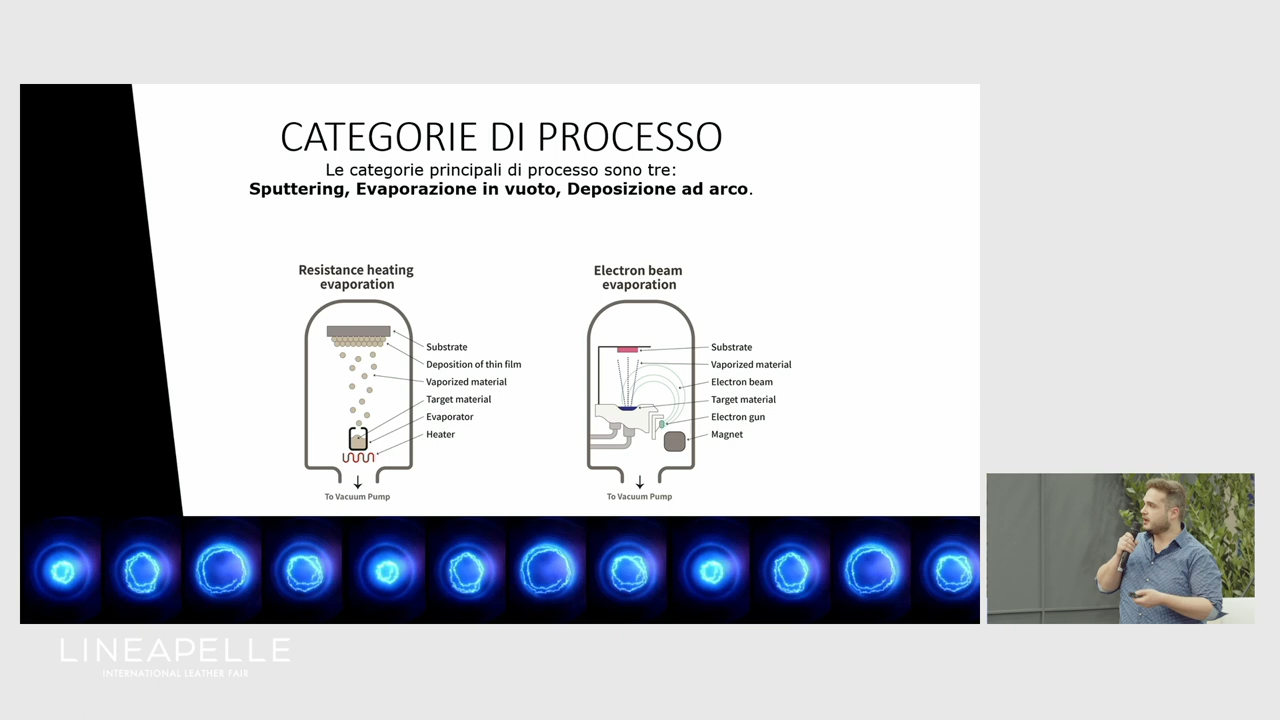 CATEGORIE DI PROCESSO
Le categorie principali di processo sono tre:
Sputtering, Evaporazione in vuoto, Deposizione ad arco.
Resistance heating
evaporation
Substrate
Deposition of thin film
Vaporized material
Target material
Evaporator
Heater
To Vacuum Pump
Electron beam
evaporation
Substrate
Vaporized material
Electron beam
Target material
Electron gun
Magnet
To Vacuum Pump
LINEAPELLE
INTERNATIONAL LEATHER FAIR